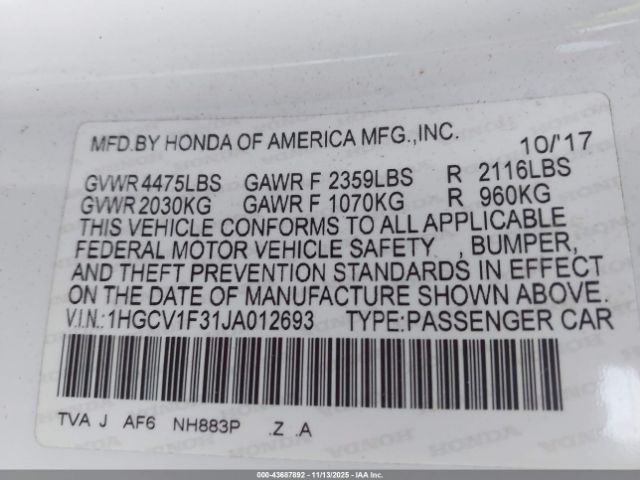 MFD.BY HONDA OF AMERICA MFG.,INC. 10/'17
GVWR 4475LBS GAWR F 2359LBS R 2116LBS
GVWR 2030KG GAWR F 1070KG R 960KG
THIS VEHICLE CONFORMS TO ALL APPLICABLE
FEDERAL MOTOR VEHICLE SAFETY , BUMPER,
AND THEFT PREVENTION STANDARDS IN EFFECT
ON THE DATE OF MANUFACTURE SHOWN ABOVE.
V.I.N.:1HGCV1F31JA012693 TYPE:PASSENGER CAR
TVA J AF6 NH883P .Z .A
000-43687892 - 11/13/2025 - IAA Inc.